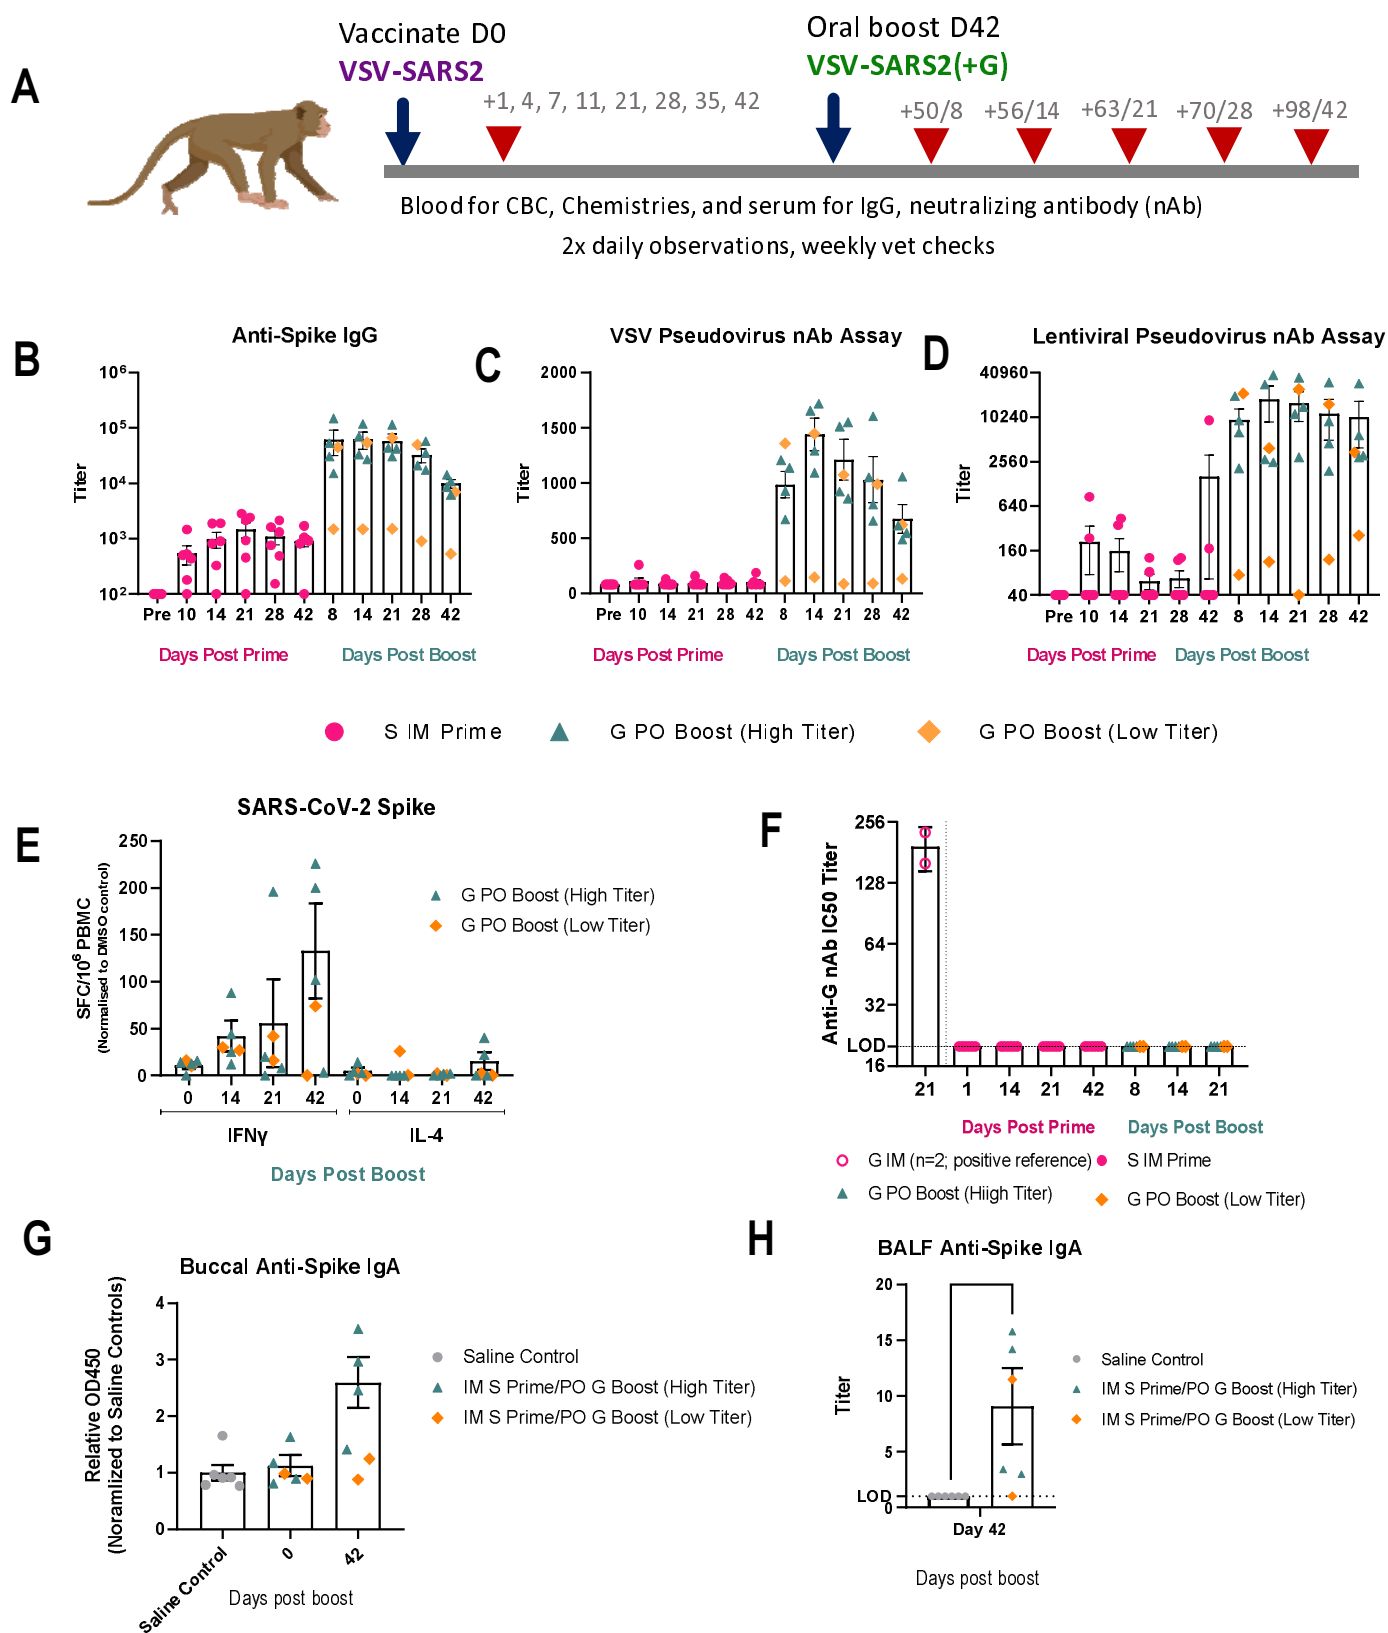 A
Vaccinate D0
VSV-SARS2
Oral boost D42
VSV-SARS2(+G)
+1, 4, 7, 11, 21, 28, 35, 42
+50/8
+56/14
+63/21
+70/28
+98/42
Blood for CBC, Chemistries, and serum for IgG, neutralizing antibody (nAb)
2x daily observations, weekly vet checks
B
Anti-Spike IgG
Titer
10⁶
10⁵
10⁴
10³
10²
Pre 10 14 21 28 42 8 14 21 28 42
Days Post Prime
Days Post Boost
C
VSV Pseudovirus nAb Assay
Titer
2000
1500
1000
500
0
Pre 10 14 21 28 42 8 14 21 28 42
Days Post Prime
Days Post Boost
D
Lentiviral Pseudovirus nAb Assay
Titer
40960
10240
2560
640
160
40
Pre 10 14 21 28 42 8 14 21 28 42
Days Post Prime
Days Post Boost
S IM Prime
G PO Boost (High Titer)
G PO Boost (Low Titer)
E
SARS-CoV-2 Spike
SFC/10⁶ PBMC
(Normalised to DMSO control)
250
200
150
100
50
0
G PO Boost (High Titer)
G PO Boost (Low Titer)
0 14 21 42 0 14 21 42
IFNγ
IL-4
Days Post Boost
F
Anti-G nAb IC50 Titer
256
128
64
32
LOD
16
21 1 14 21 42 8 14 21
Days Post Prime
Days Post Boost
G IM (n=2; positive reference)
S IM Prime
G PO Boost (Hiigh Titer)
G PO Boost (Low Titer)
G
Buccal Anti-Spike IgA
Relative OD450
(Noramlized to Saline Controls)
4
3
2
1
0
Saline Control
0
42
Days post boost
Saline Control
IM S Prime/PO G Boost (High Titer)
IM S Prime/PO G Boost (Low Titer)
H
BALF Anti-Spike IgA
Titer
20
15
10
5
LOD
0
Day 42
Days post boost
Saline Control
IM S Prime/PO G Boost (High Titer)
IM S Prime/PO G Boost (Low Titer)